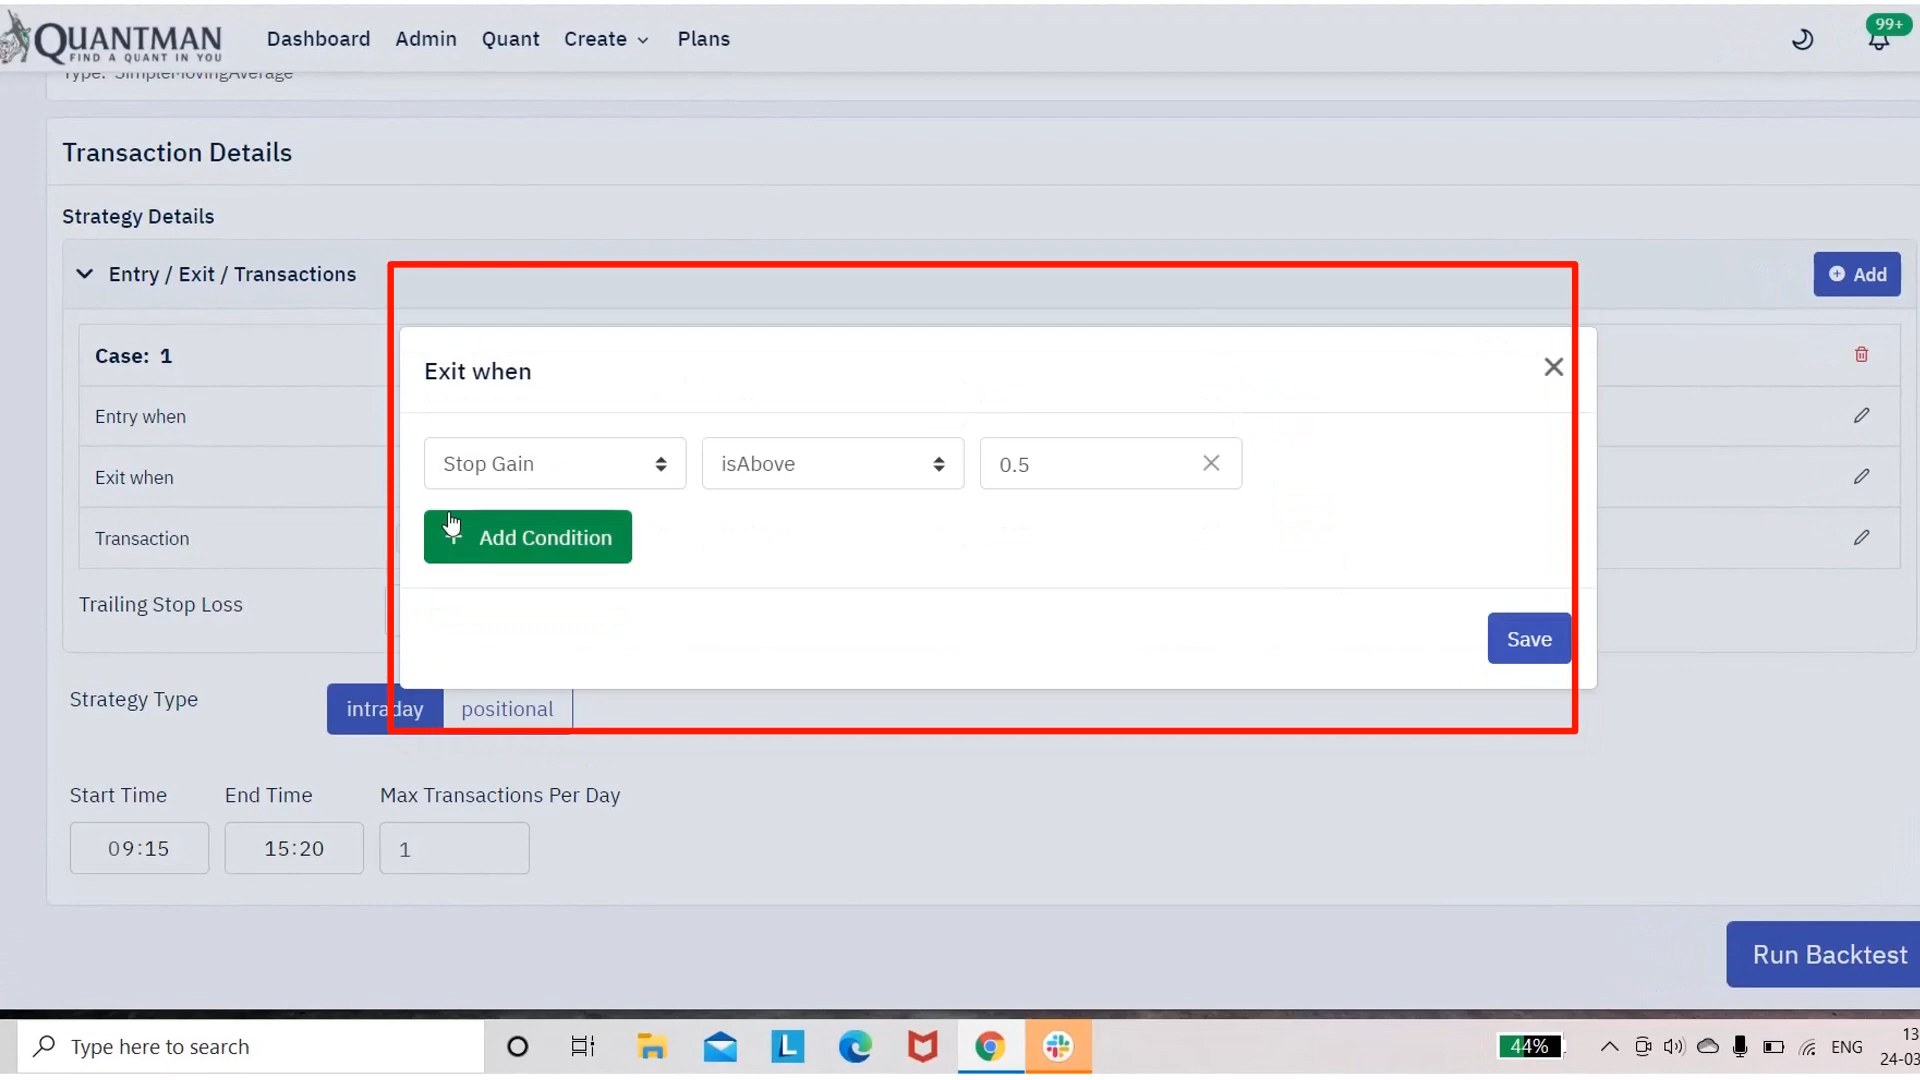 QUANTMAN
FIND A QUANT IN YOU
Dashboard Admin Quant Create Plans
99+
Type: SimpleMovingAverage
Transaction Details
Strategy Details
Entry / Exit / Transactions
Add
Case: 1
Exit when
Entry when
Stop Gain isAbove 0.5
Exit when
Add Condition
Transaction
Trailing Stop Loss
Save
Strategy Type intraday positional
Start Time End Time Max Transactions Per Day
09:15 15:20 1
Run Backtest
Type here to search
L
44%
ENG
13
24-03